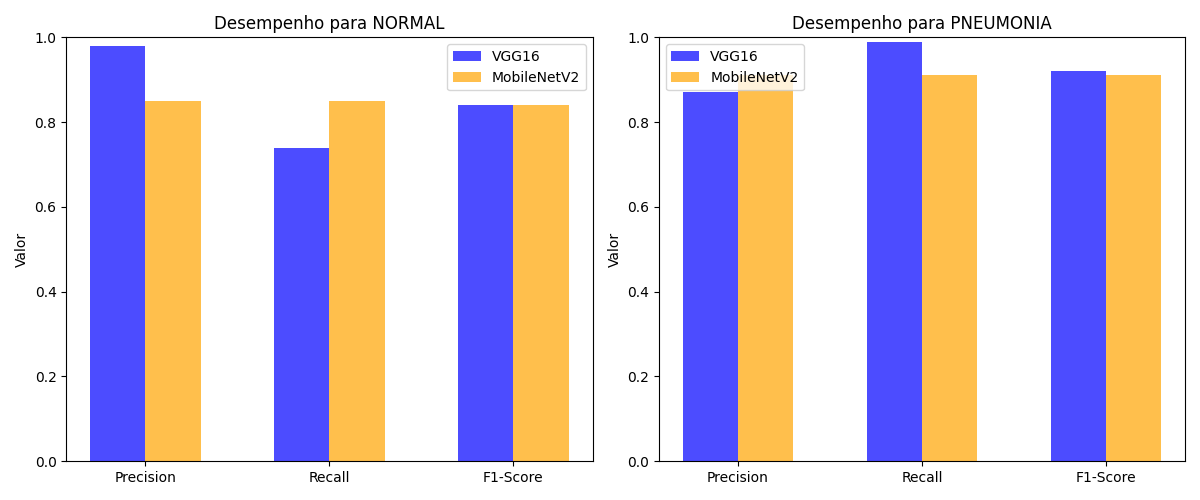 Desempenho para NORMAL
Valor
1.0
0.8
0.6
0.4
0.2
0.0
VGG16
MobileNetV2
Precision
Recall
F1-Score
Desempenho para PNEUMONIA
Valor
1.0
0.8
0.6
0.4
0.2
0.0
VGG16
MobileNetV2
Precision
Recall
F1-Score